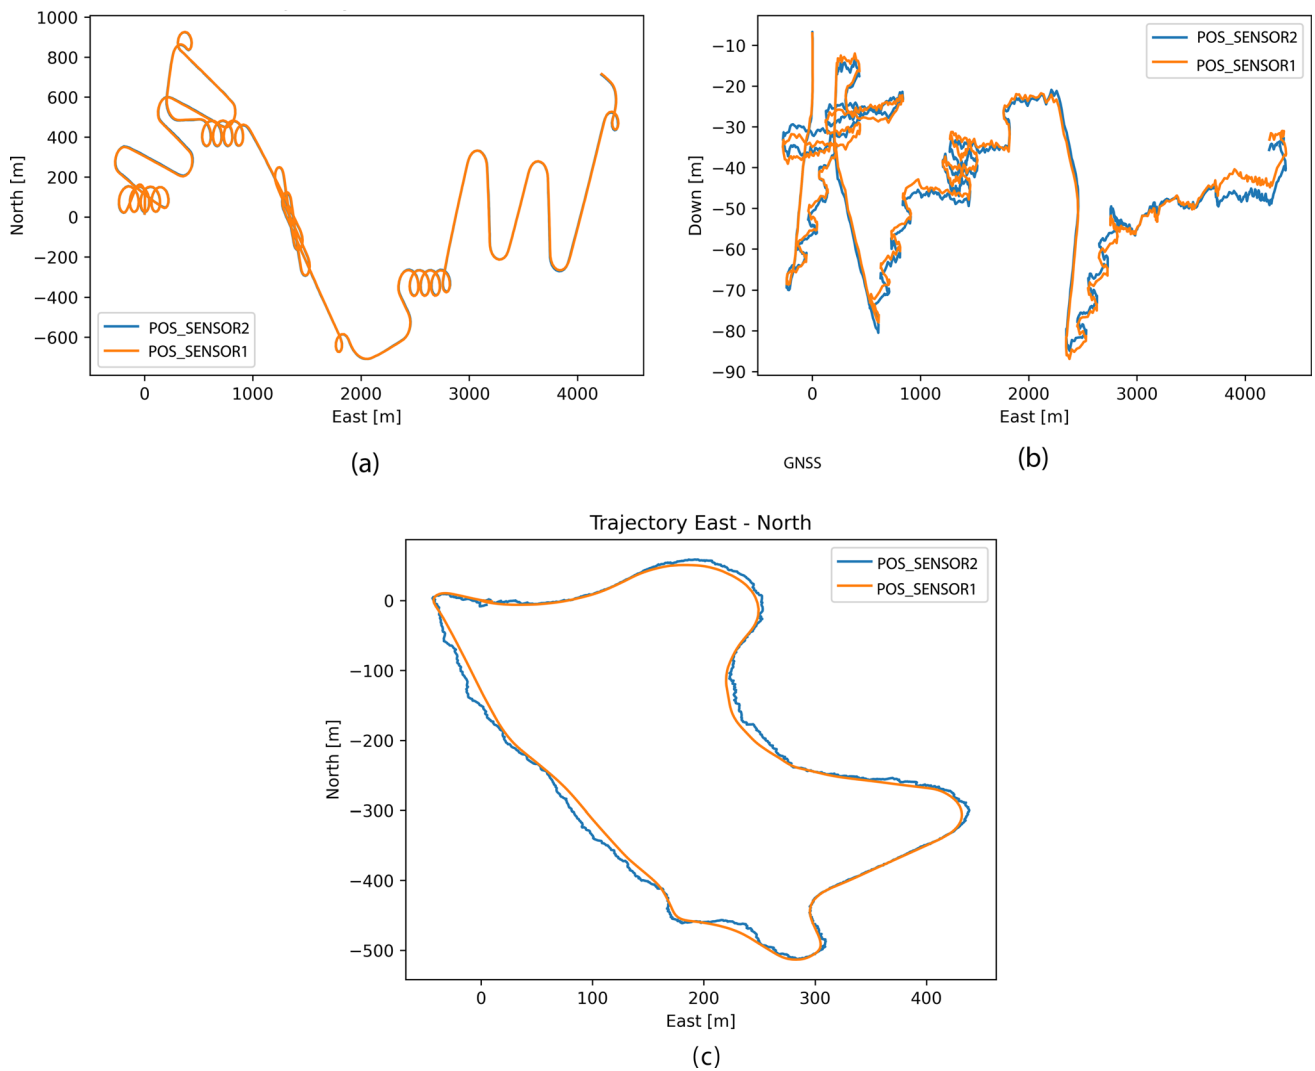 1000
800
600
400
200
0
−200
−400
−600
North [m]
POS_SENSOR2
POS_SENSOR1
0 1000 2000 3000 4000
East [m]
(a)
−10
−20
−30
−40
−50
−60
−70
−80
−90
Down [m]
POS_SENSOR2
POS_SENSOR1
0 1000 2000 3000 4000
East [m]
GNSS
(b)
Trajectory East - North
0
−100
−200
−300
−400
−500
North [m]
POS_SENSOR2
POS_SENSOR1
0 100 200 300 400
East [m]
(c)